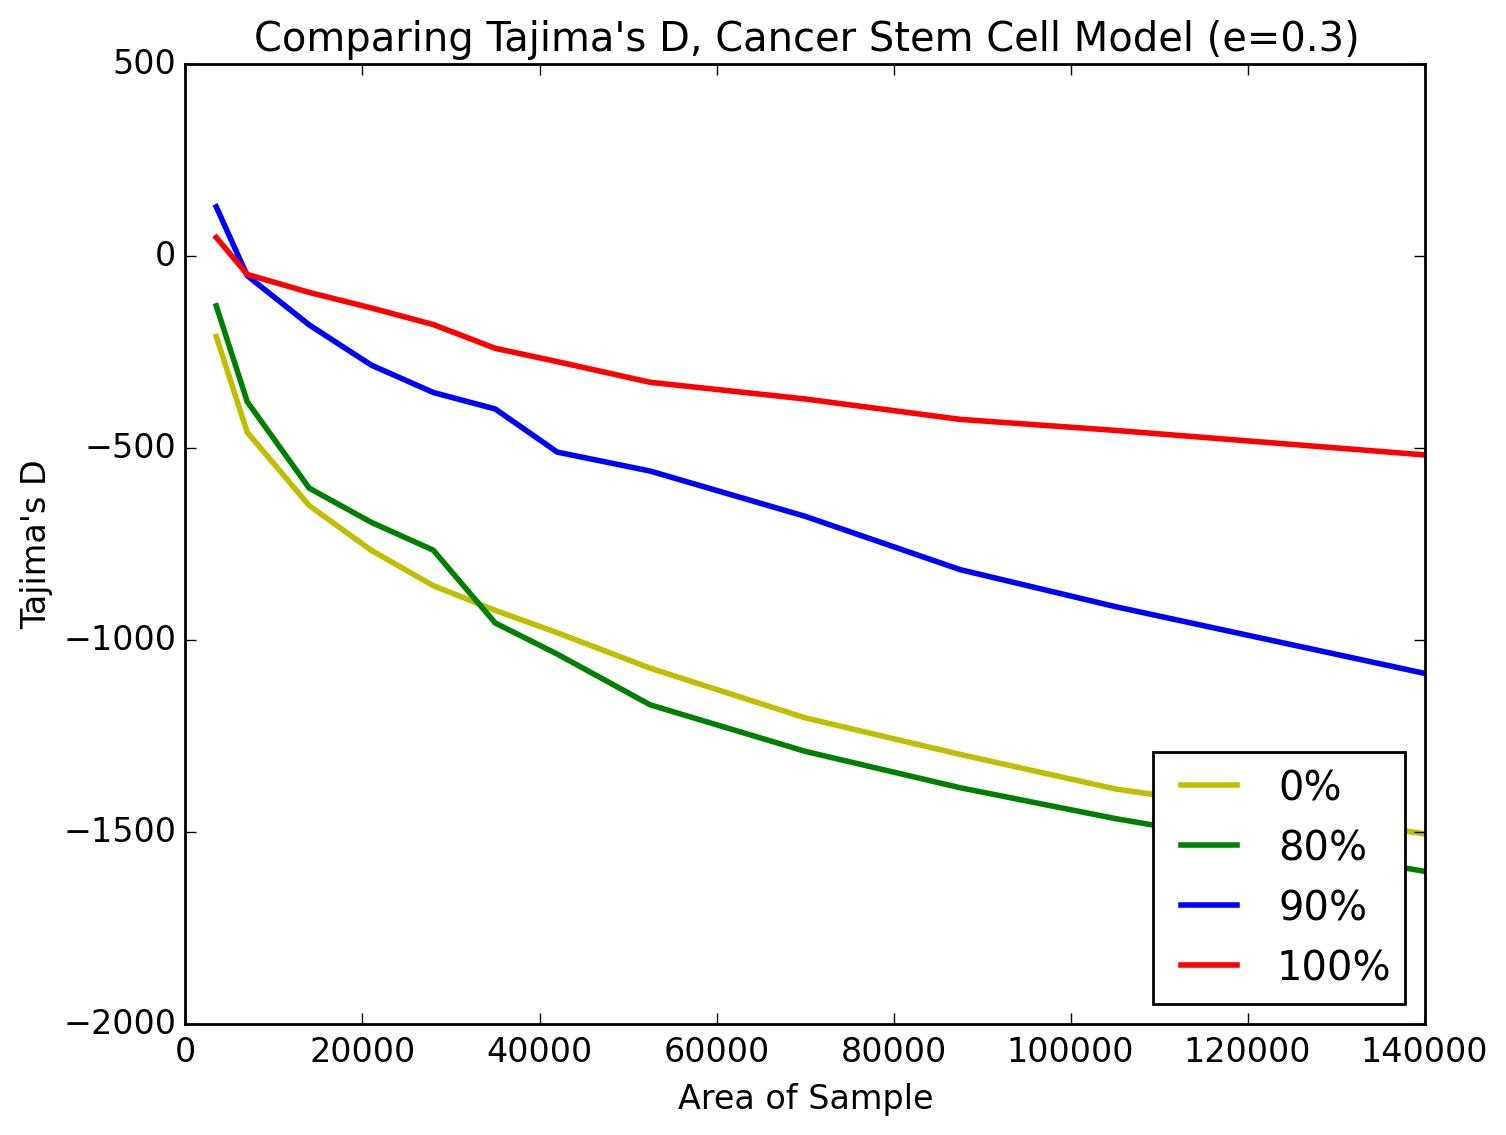 Comparing Tajima's D, Cancer Stem Cell Model (e=0.3)
500
0
−500
−1000
−1500
−2000
Tajima's D
0%
80%
90%
100%
0 20000 40000 60000 80000 100000 120000 140000
Area of Sample